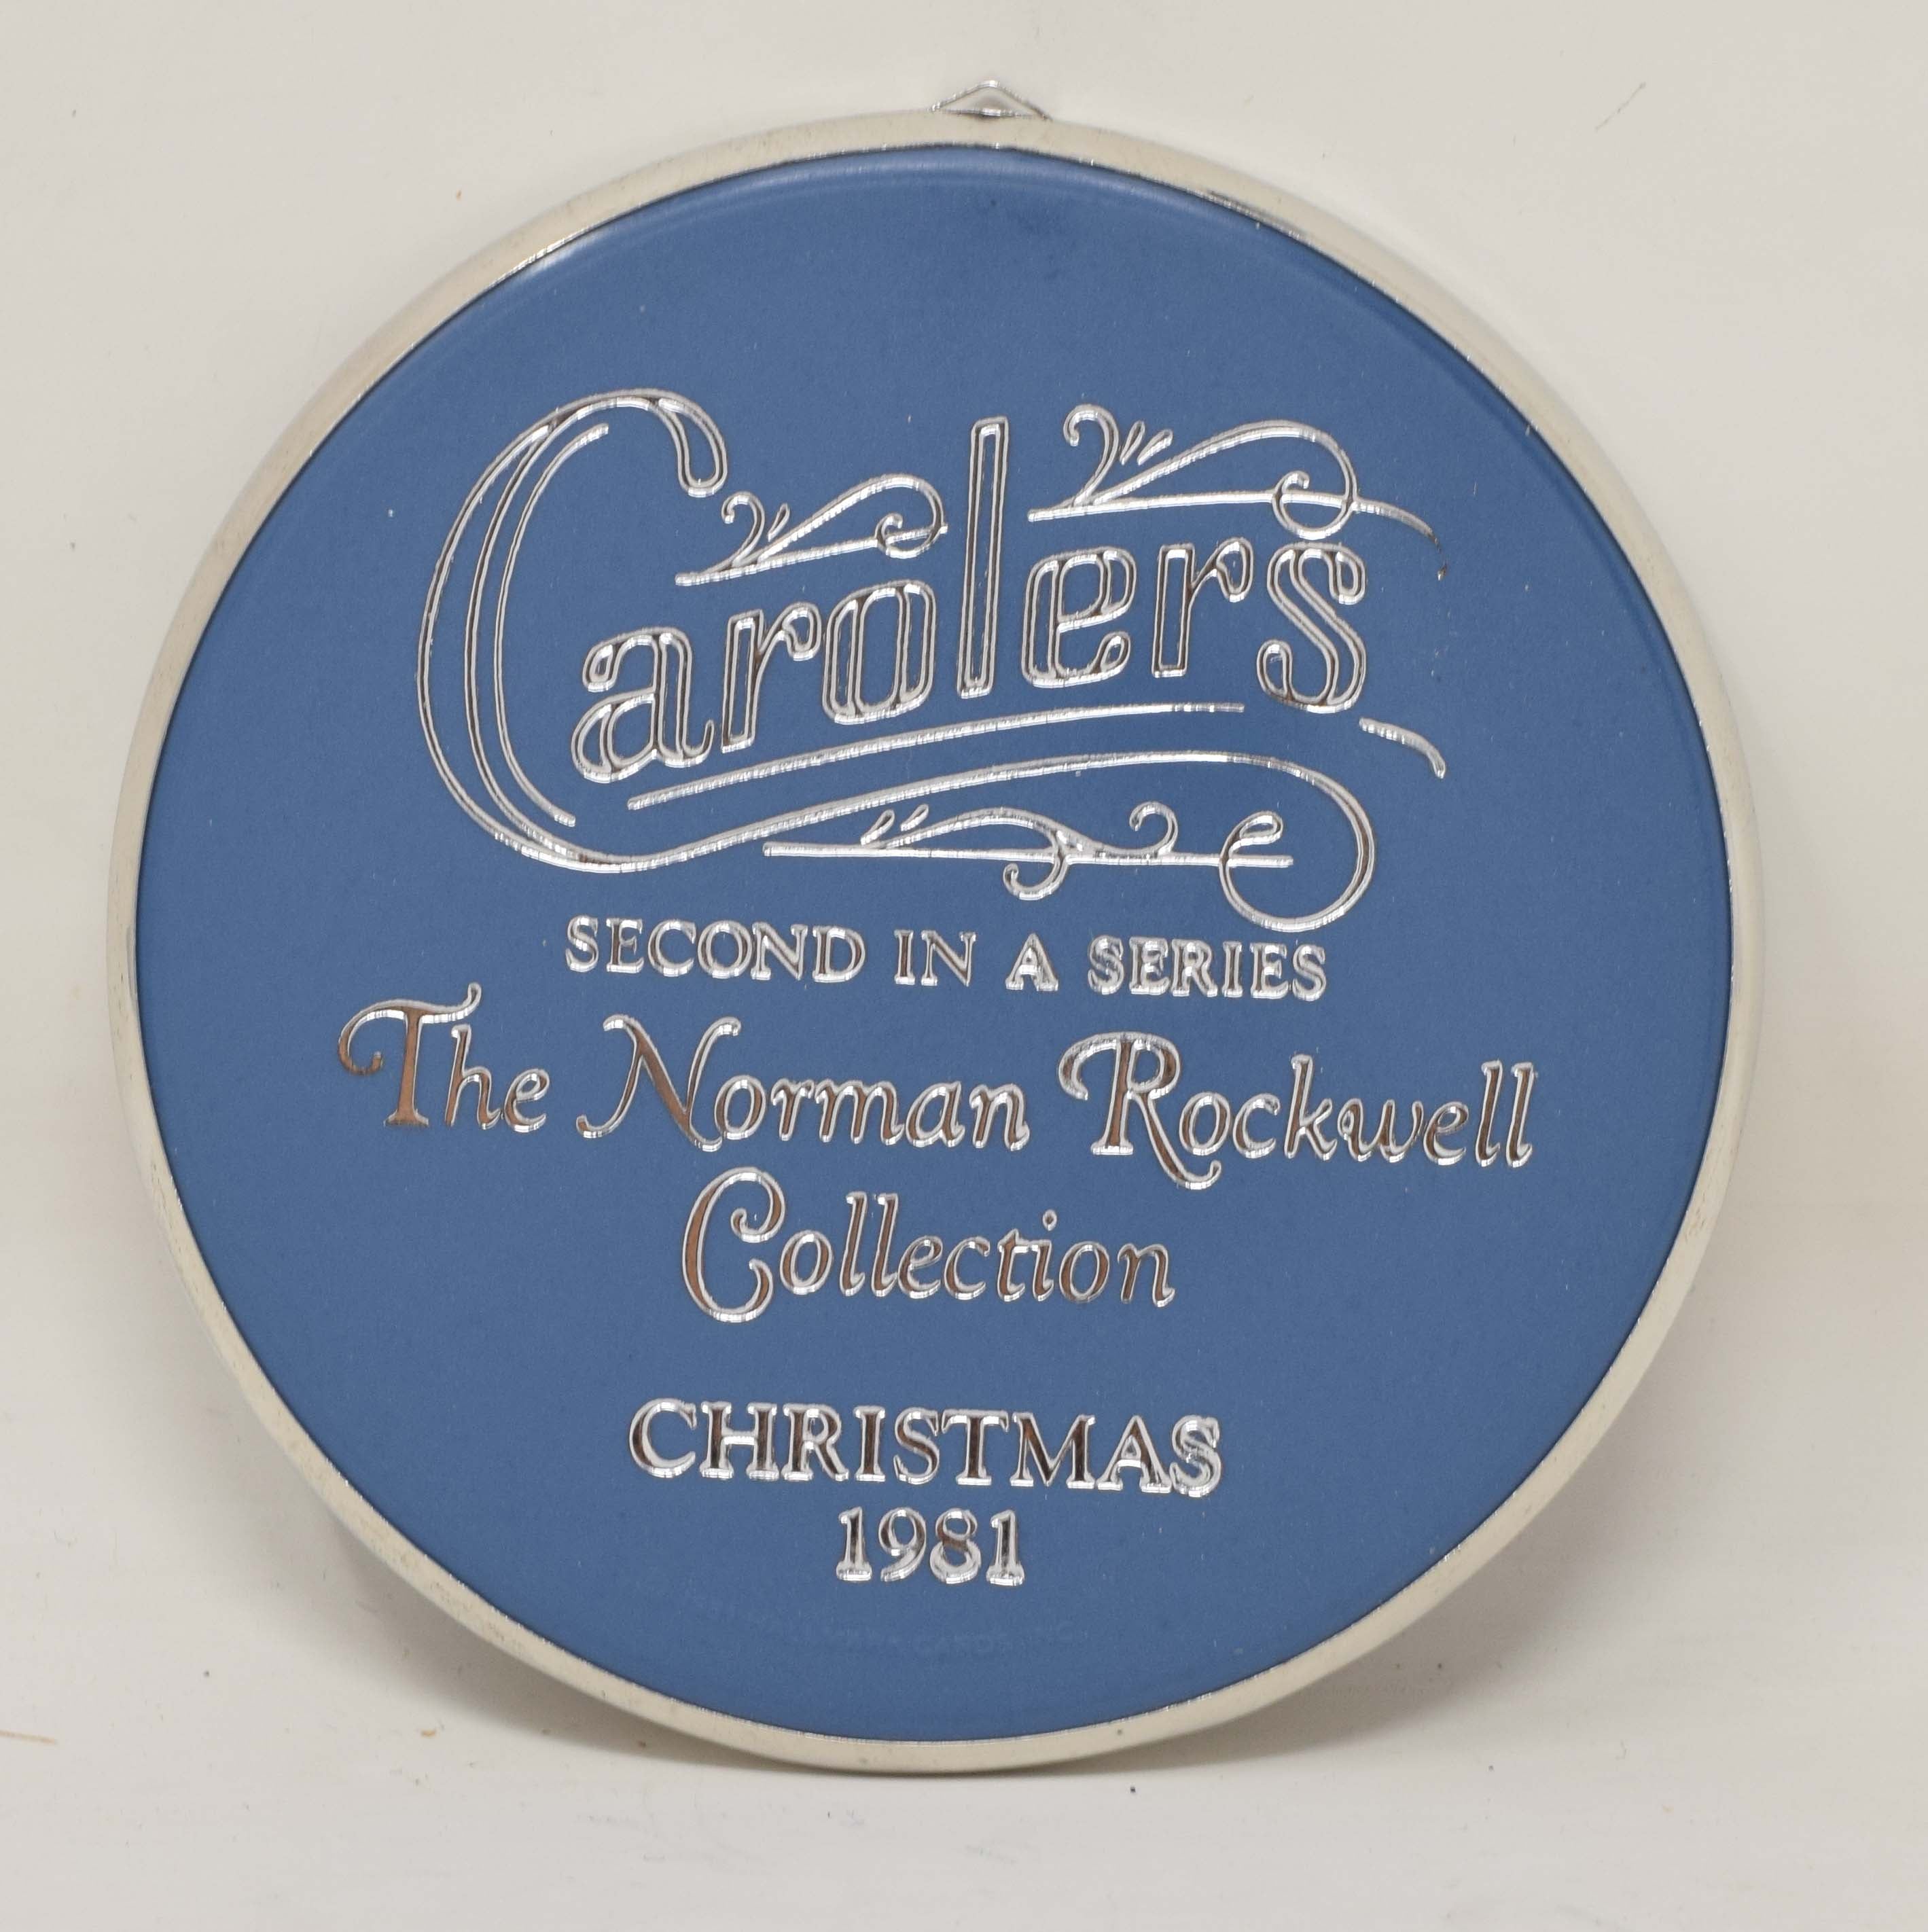 Carolers
SECOND IN A SERIES
The Norman Rockwell
Collection
CHRISTMAS
1981